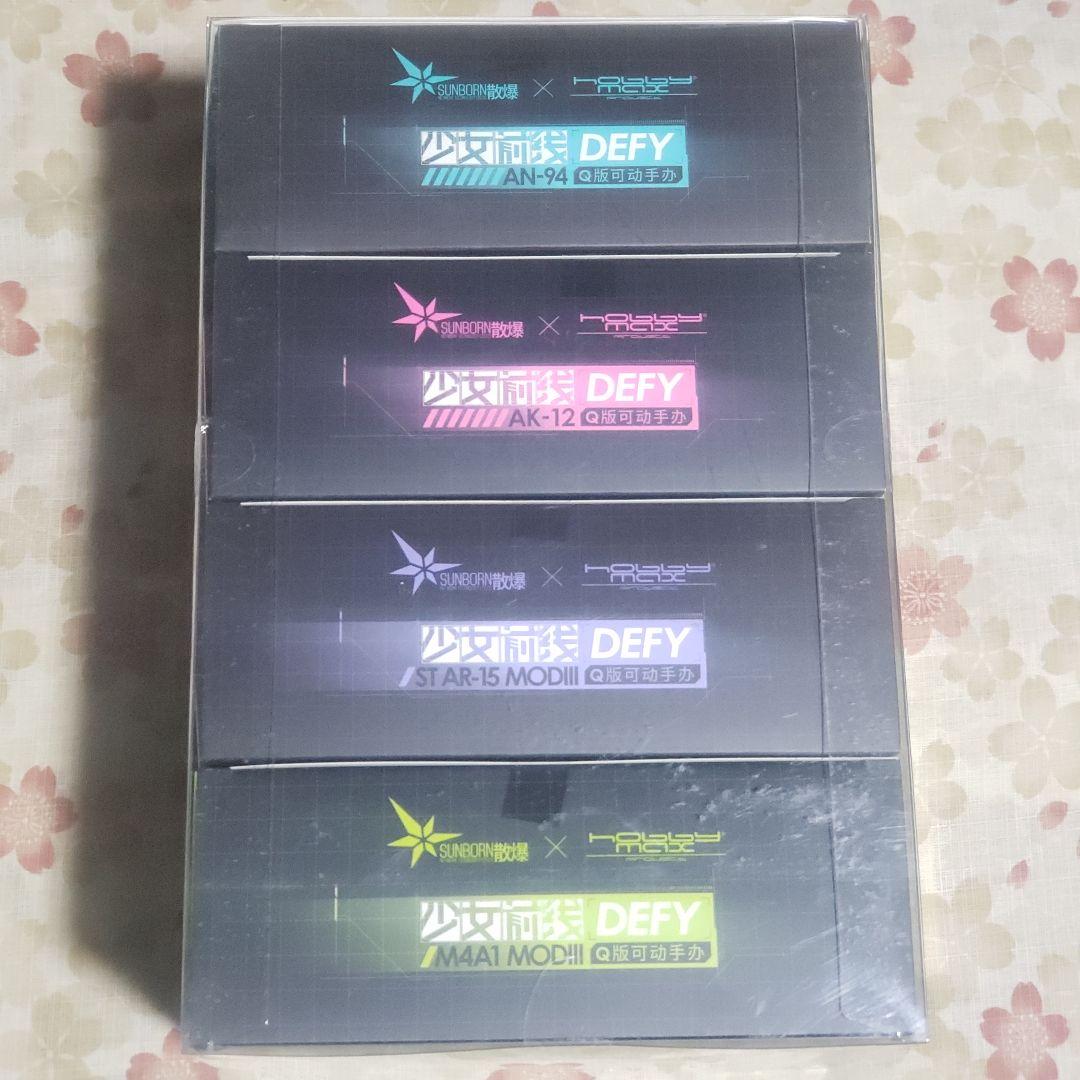 SUNBORN散爆 × hobby max
少女前线 DEFY
AN-94 Q版可动手办
SUNBORN散爆 × hobby max
少女前线 DEFY
AK-12 Q版可动手办
SUNBORN散爆 × hobby max
少女前线 DEFY
ST AR-15 MODIII Q版可动手办
SUNBORN散爆 × hobby max
少女前线 DEFY
M4A1 MODIII Q版可动手办